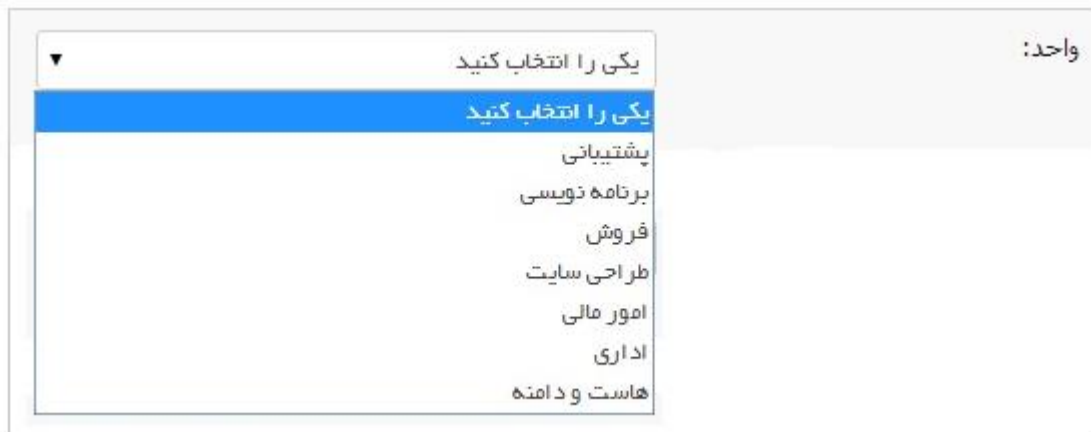 واحد:
یکی را انتخاب کنید
یکی را انتخاب کنید
پشتیبانی
برنامه نویسی
فروش
طراحی سایت
امور مالی
اداری
هاست و دامنه